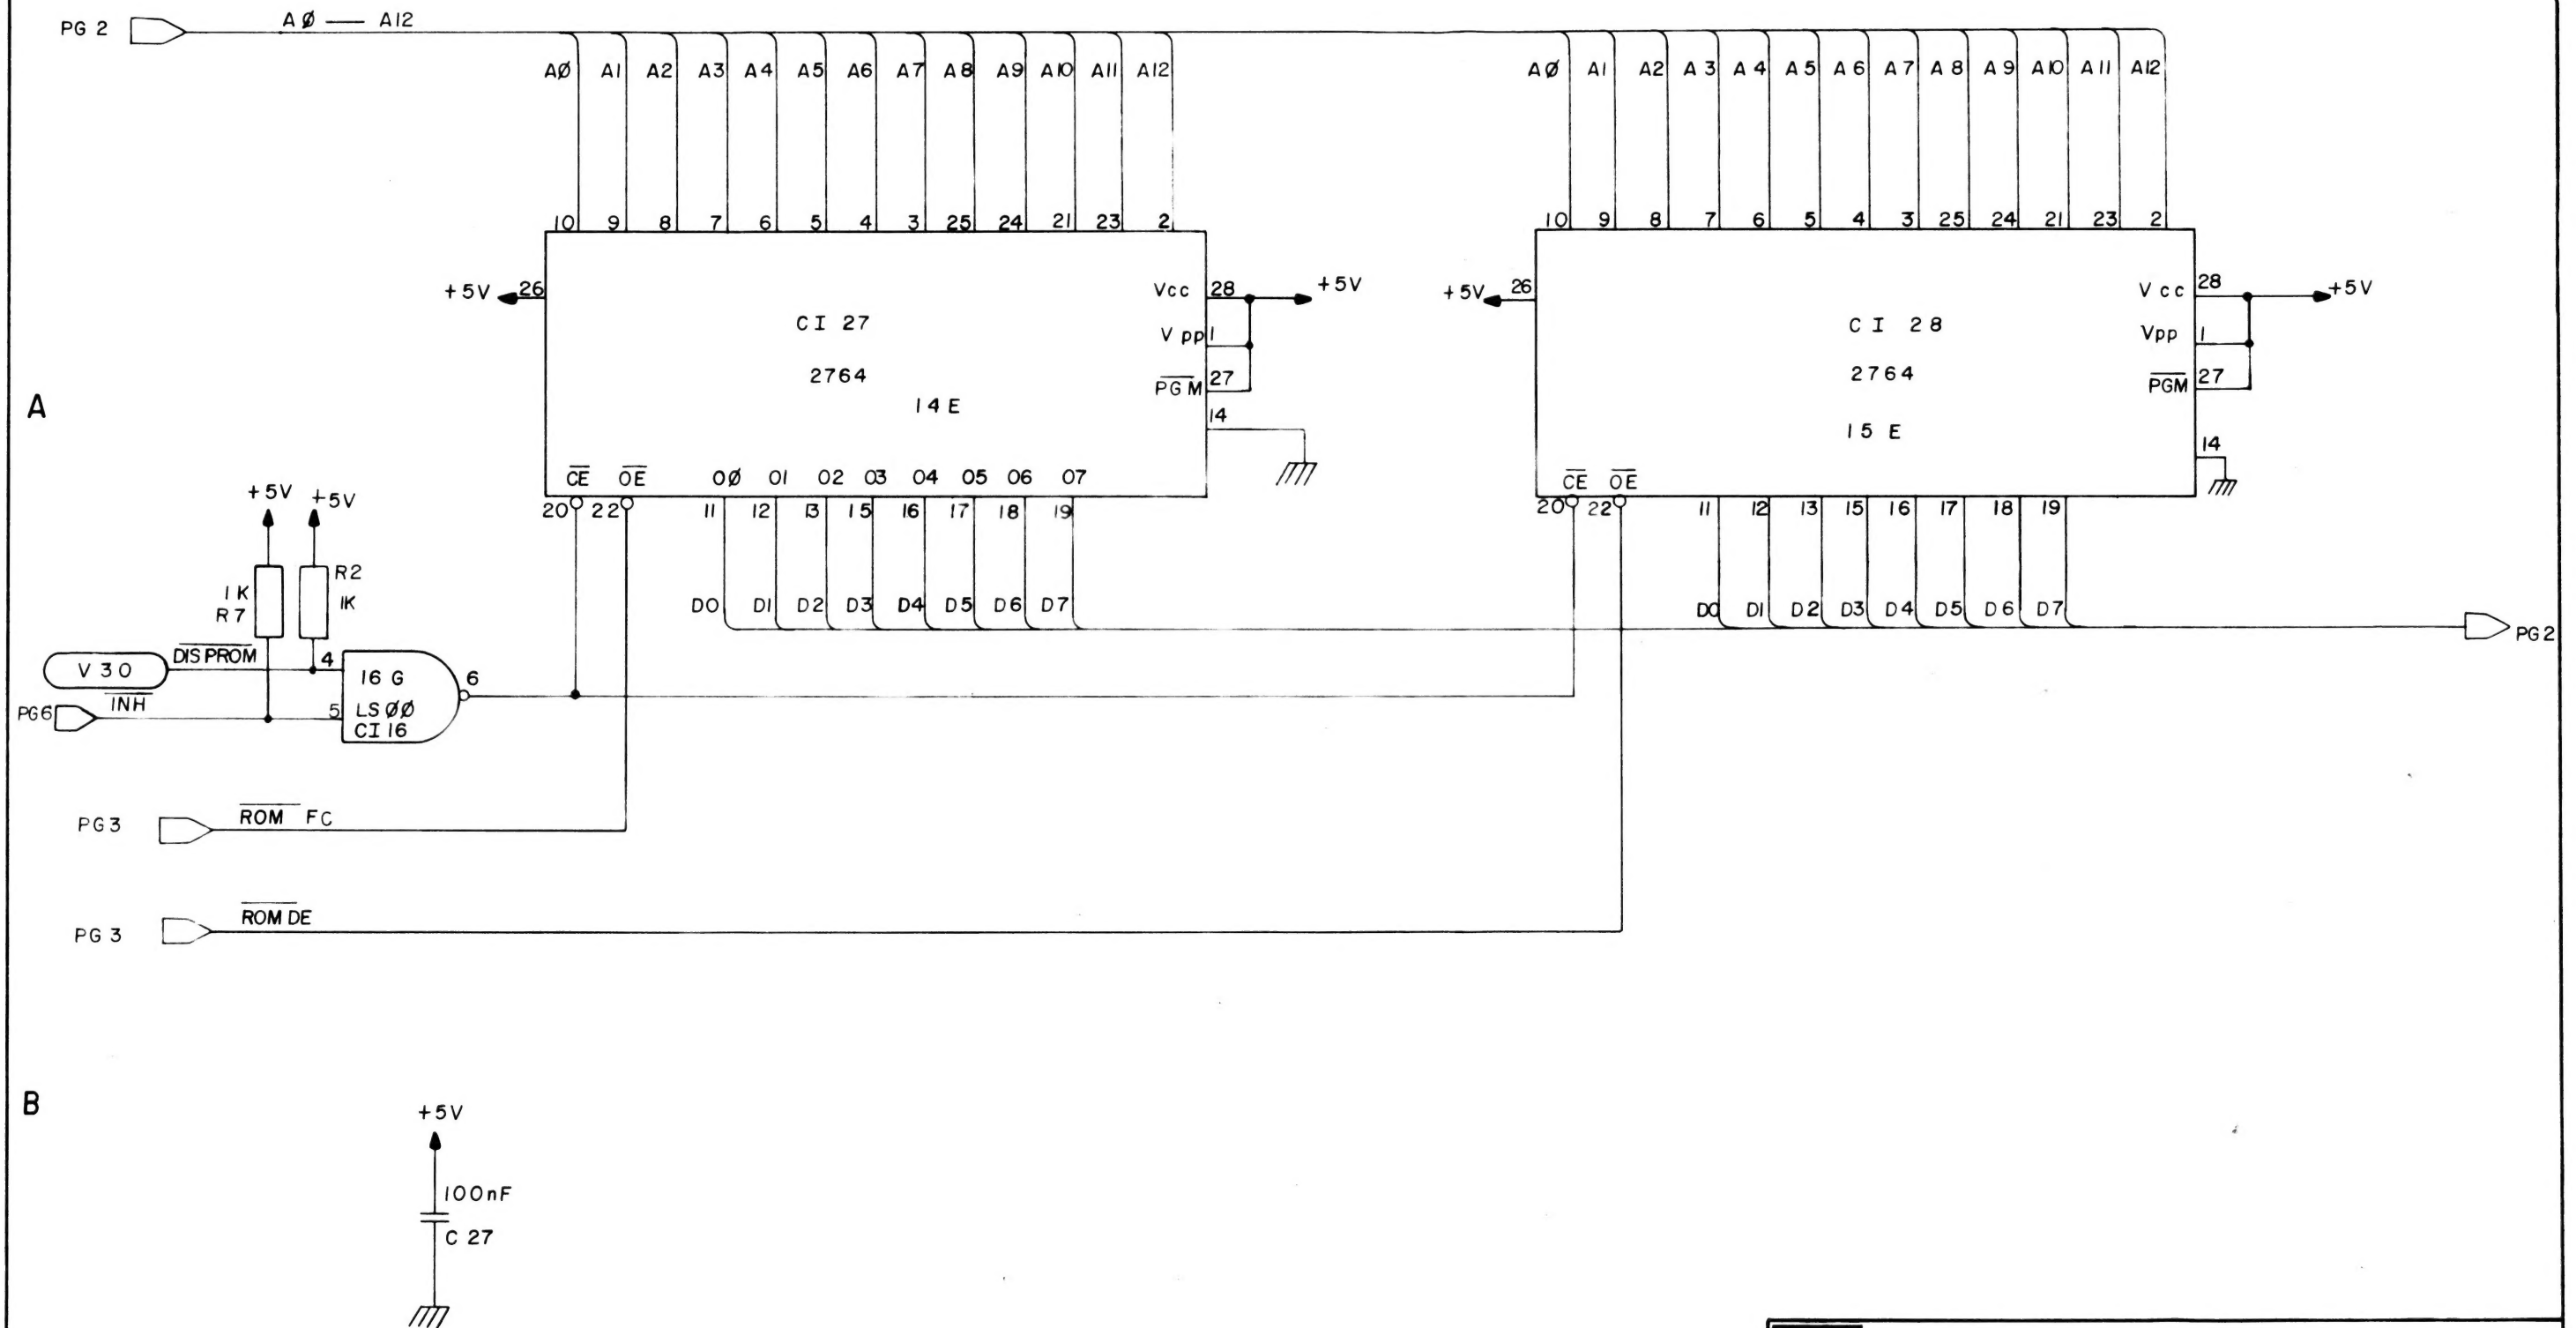 PG 2 AØ — A12
AØ A1 A2 A3 A4 A5 A6 A7 A8 A9 A10 A11 A12
AØ A1 A2 A3 A4 A5 A6 A7 A8 A9 A10 A11 A12
10 9 8 7 6 5 4 3 25 24 21 23 2
10 9 8 7 6 5 4 3 25 24 21 23 2
+5V 26
CI 27
2764
14E
Vcc 28 +5V
Vpp 1
PGM 27
14
+5V 26
CI 28
2764
15 E
Vcc 28 +5V
Vpp 1
PGM 27
14
A
CE OE OØ O1 O2 O3 O4 O5 O6 O7
20 22 11 12 13 15 16 17 18 19
CE OE
20 22 11 12 13 15 16 17 18 19
D0 D1 D2 D3 D4 D5 D6 D7
D0 D1 D2 D3 D4 D5 D6 D7
PG2
+5V +5V
1K
R7
R2
1K
V30 DISPROM 4
PG6 INH 5
16 G
LSØØ
CI 16
6
PG3 ROM FC
PG3 ROM DE
B
+5V
100nF
C 27